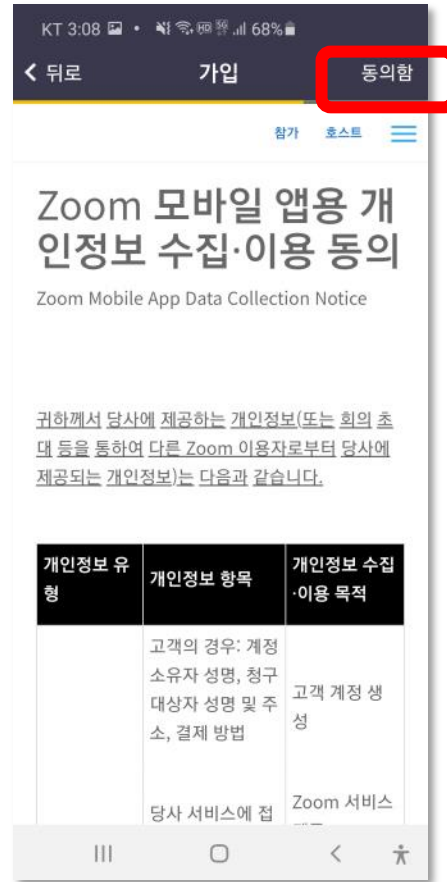 KT 3:08 68%
뒤로 가입 동의함
참가 호스트
Zoom 모바일 앱용 개
인정보 수집·이용 동의
Zoom Mobile App Data Collection Notice
귀하께서 당사에 제공하는 개인정보(또는 회의 초
대 등을 통하여 다른 Zoom 이용자로부터 당사에
제공되는 개인정보)는 다음과 같습니다.
개인정보 유
형
개인정보 항목
개인정보 수집
·이용 목적
고객의 경우: 계정
소유자 성명, 청구
대상자 성명 및 주
소, 결제 방법
고객 계정 생
성
당사 서비스에 접
Zoom 서비스